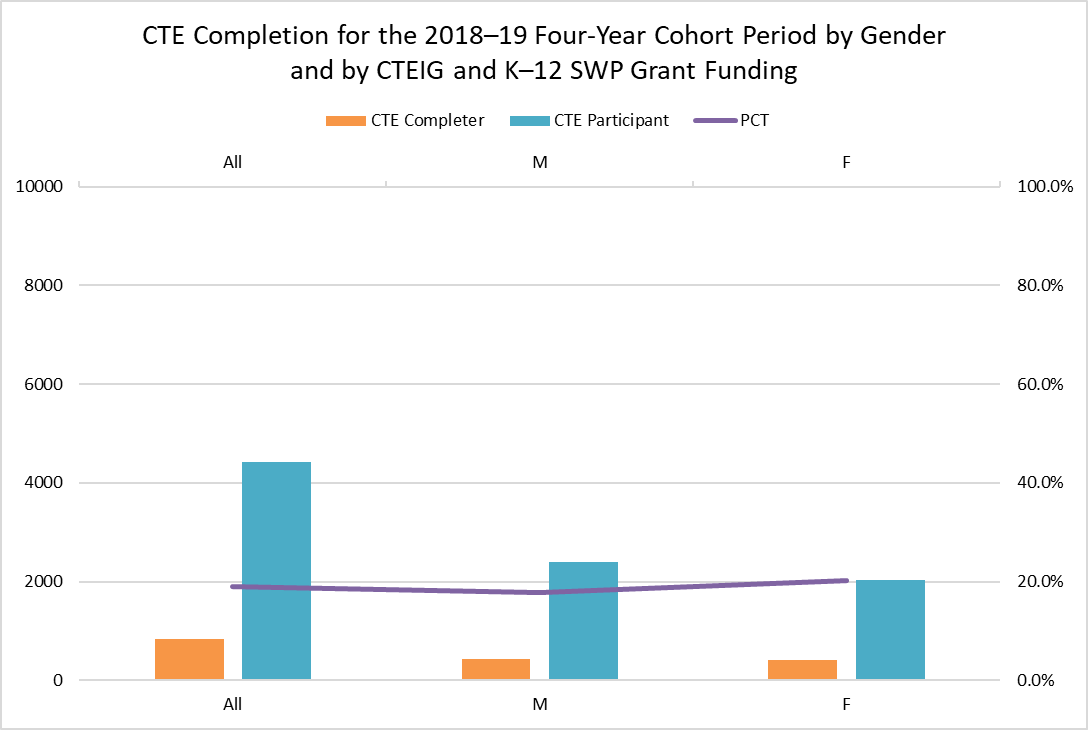 CTE Completion for the 2018–19 Four-Year Cohort Period by Gender
and by CTEIG and K–12 SWP Grant Funding
CTE Completer CTE Participant PCT
All M F
10000 100.0%
8000 80.0%
6000 60.0%
4000 40.0%
2000 20.0%
0 0.0%
All M F